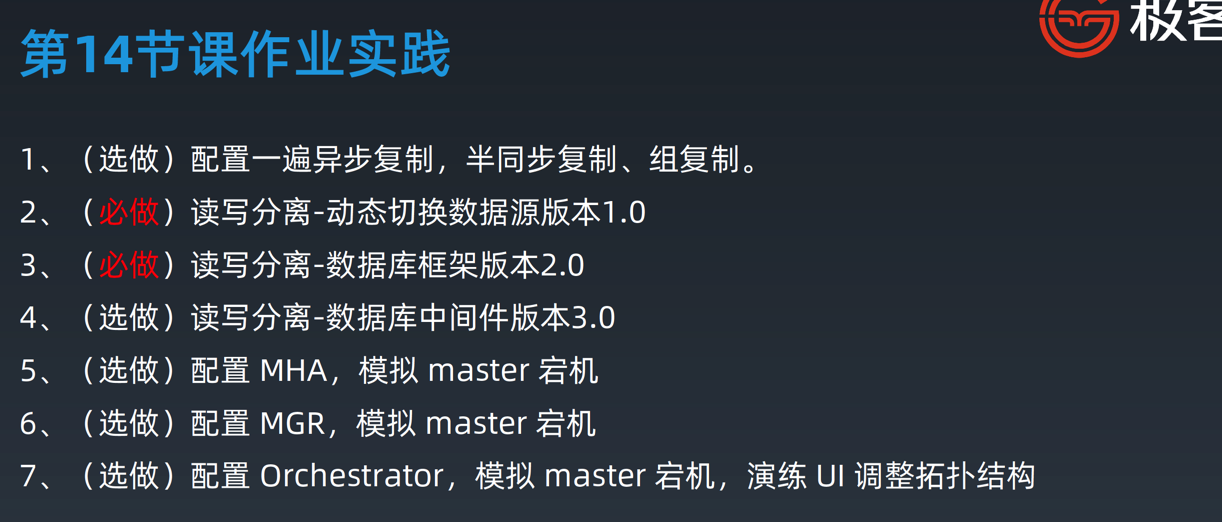 极客
第14节课作业实践
1、（选做）配置一遍异步复制，半同步复制、组复制。
2、（必做）读写分离-动态切换数据源版本1.0
3、（必做）读写分离-数据库框架版本2.0
4、（选做）读写分离-数据库中间件版本3.0
5、（选做）配置 MHA，模拟 master 宕机
6、（选做）配置 MGR，模拟 master 宕机
7、（选做）配置 Orchestrator，模拟 master 宕机，演练 UI 调整拓扑结构